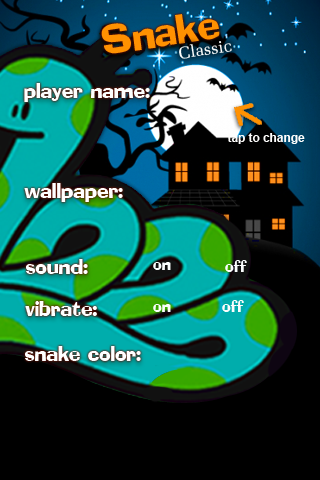 Snake
Classic
player name:
tap to change
wallpaper:
sound: on off
vibrate: on off
snake color: